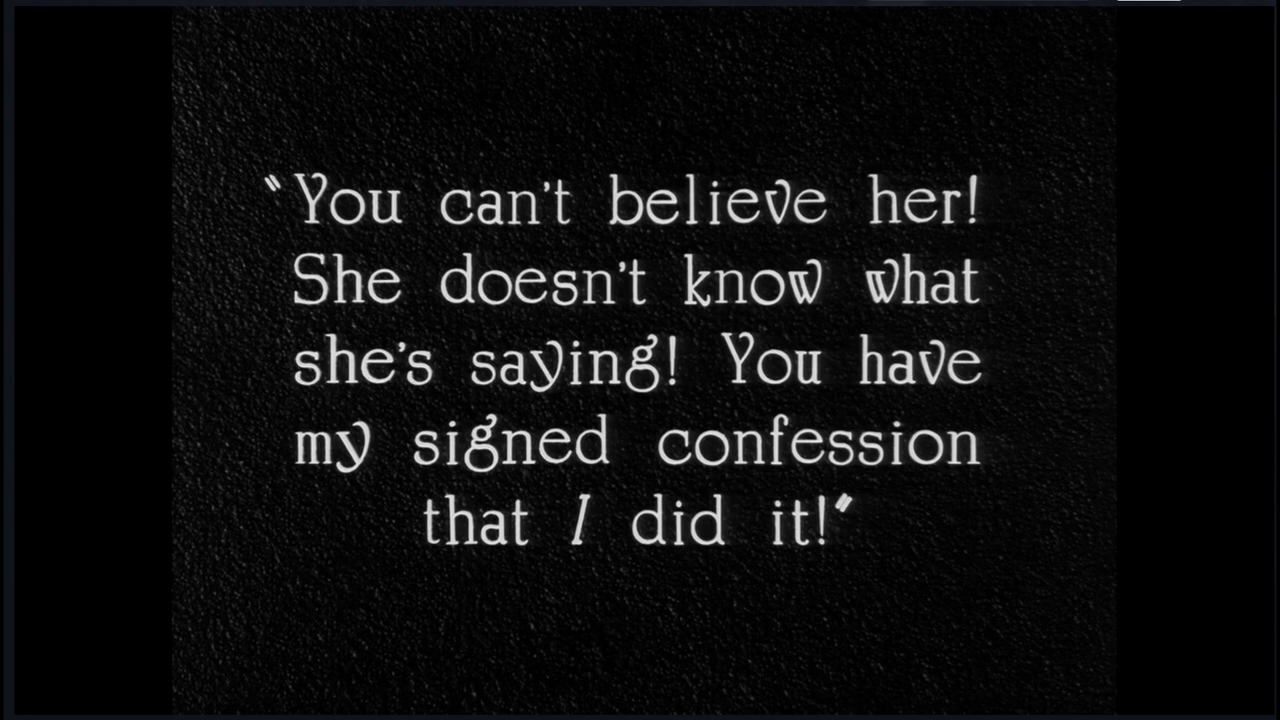 "You can't believe her!
She doesn't know what
she's saying! You have
my signed confession
that I did it!"